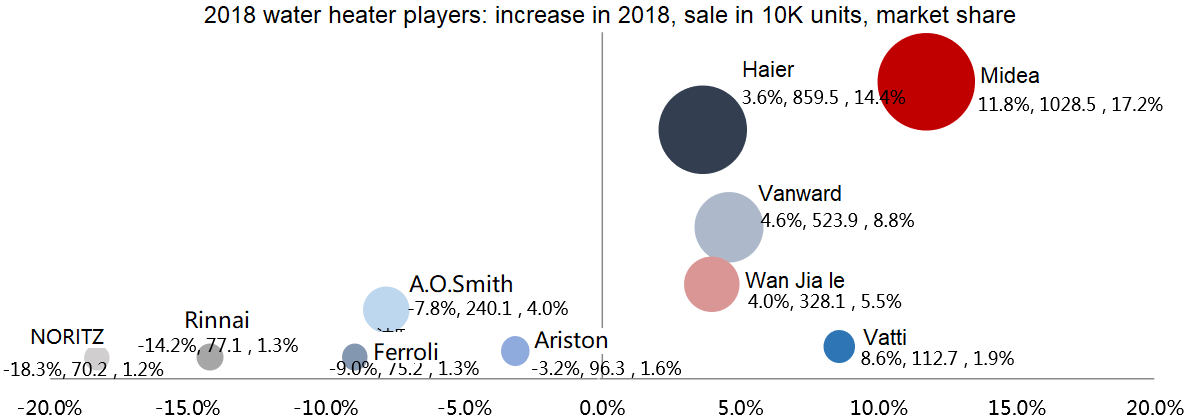 2018 water heater players: increase in 2018, sale in 10K units, market share
Haier
3.6%, 859.5 , 14.4%
Midea
11.8%, 1028.5 , 17.2%
Vanward
4.6%, 523.9 , 8.8%
Wan Jia le
4.0%, 328.1 , 5.5%
A.O.Smith
-7.8%, 240.1 , 4.0%
Rinnai
-14.2%, 77.1 , 1.3%
NORITZ
-18.3%, 70.2 , 1.2%
Ferroli
-9.0%, 75.2 , 1.3%
Ariston
-3.2%, 96.3 , 1.6%
Vatti
8.6%, 112.7 , 1.9%
-20.0% -15.0% -10.0% -5.0% 0.0% 5.0% 10.0% 15.0% 20.0%